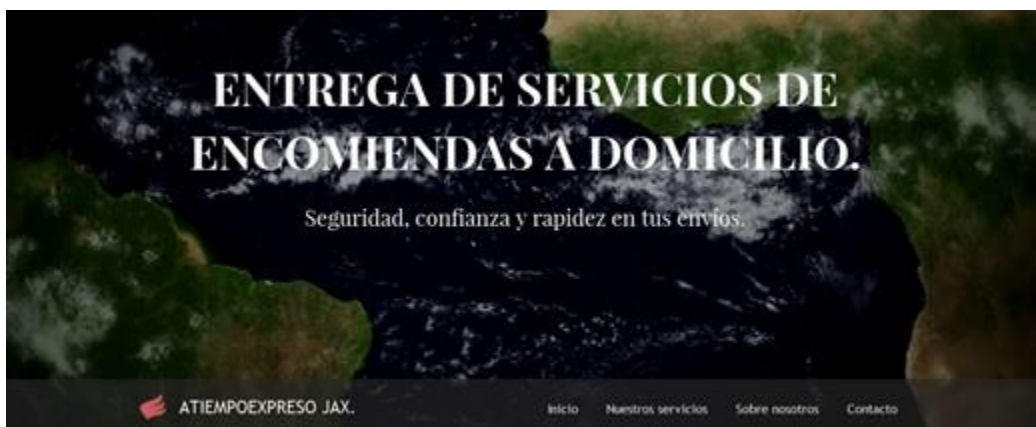 ENTREGA DE SERVICIOS DE
ENCOMIENDAS A DOMICILIO.
Seguridad, confianza y rapidez en tus envíos.
ATIEMPOEXPRESO JAX.
Inicio Nuestros servicios Sobre nosotros Contacto